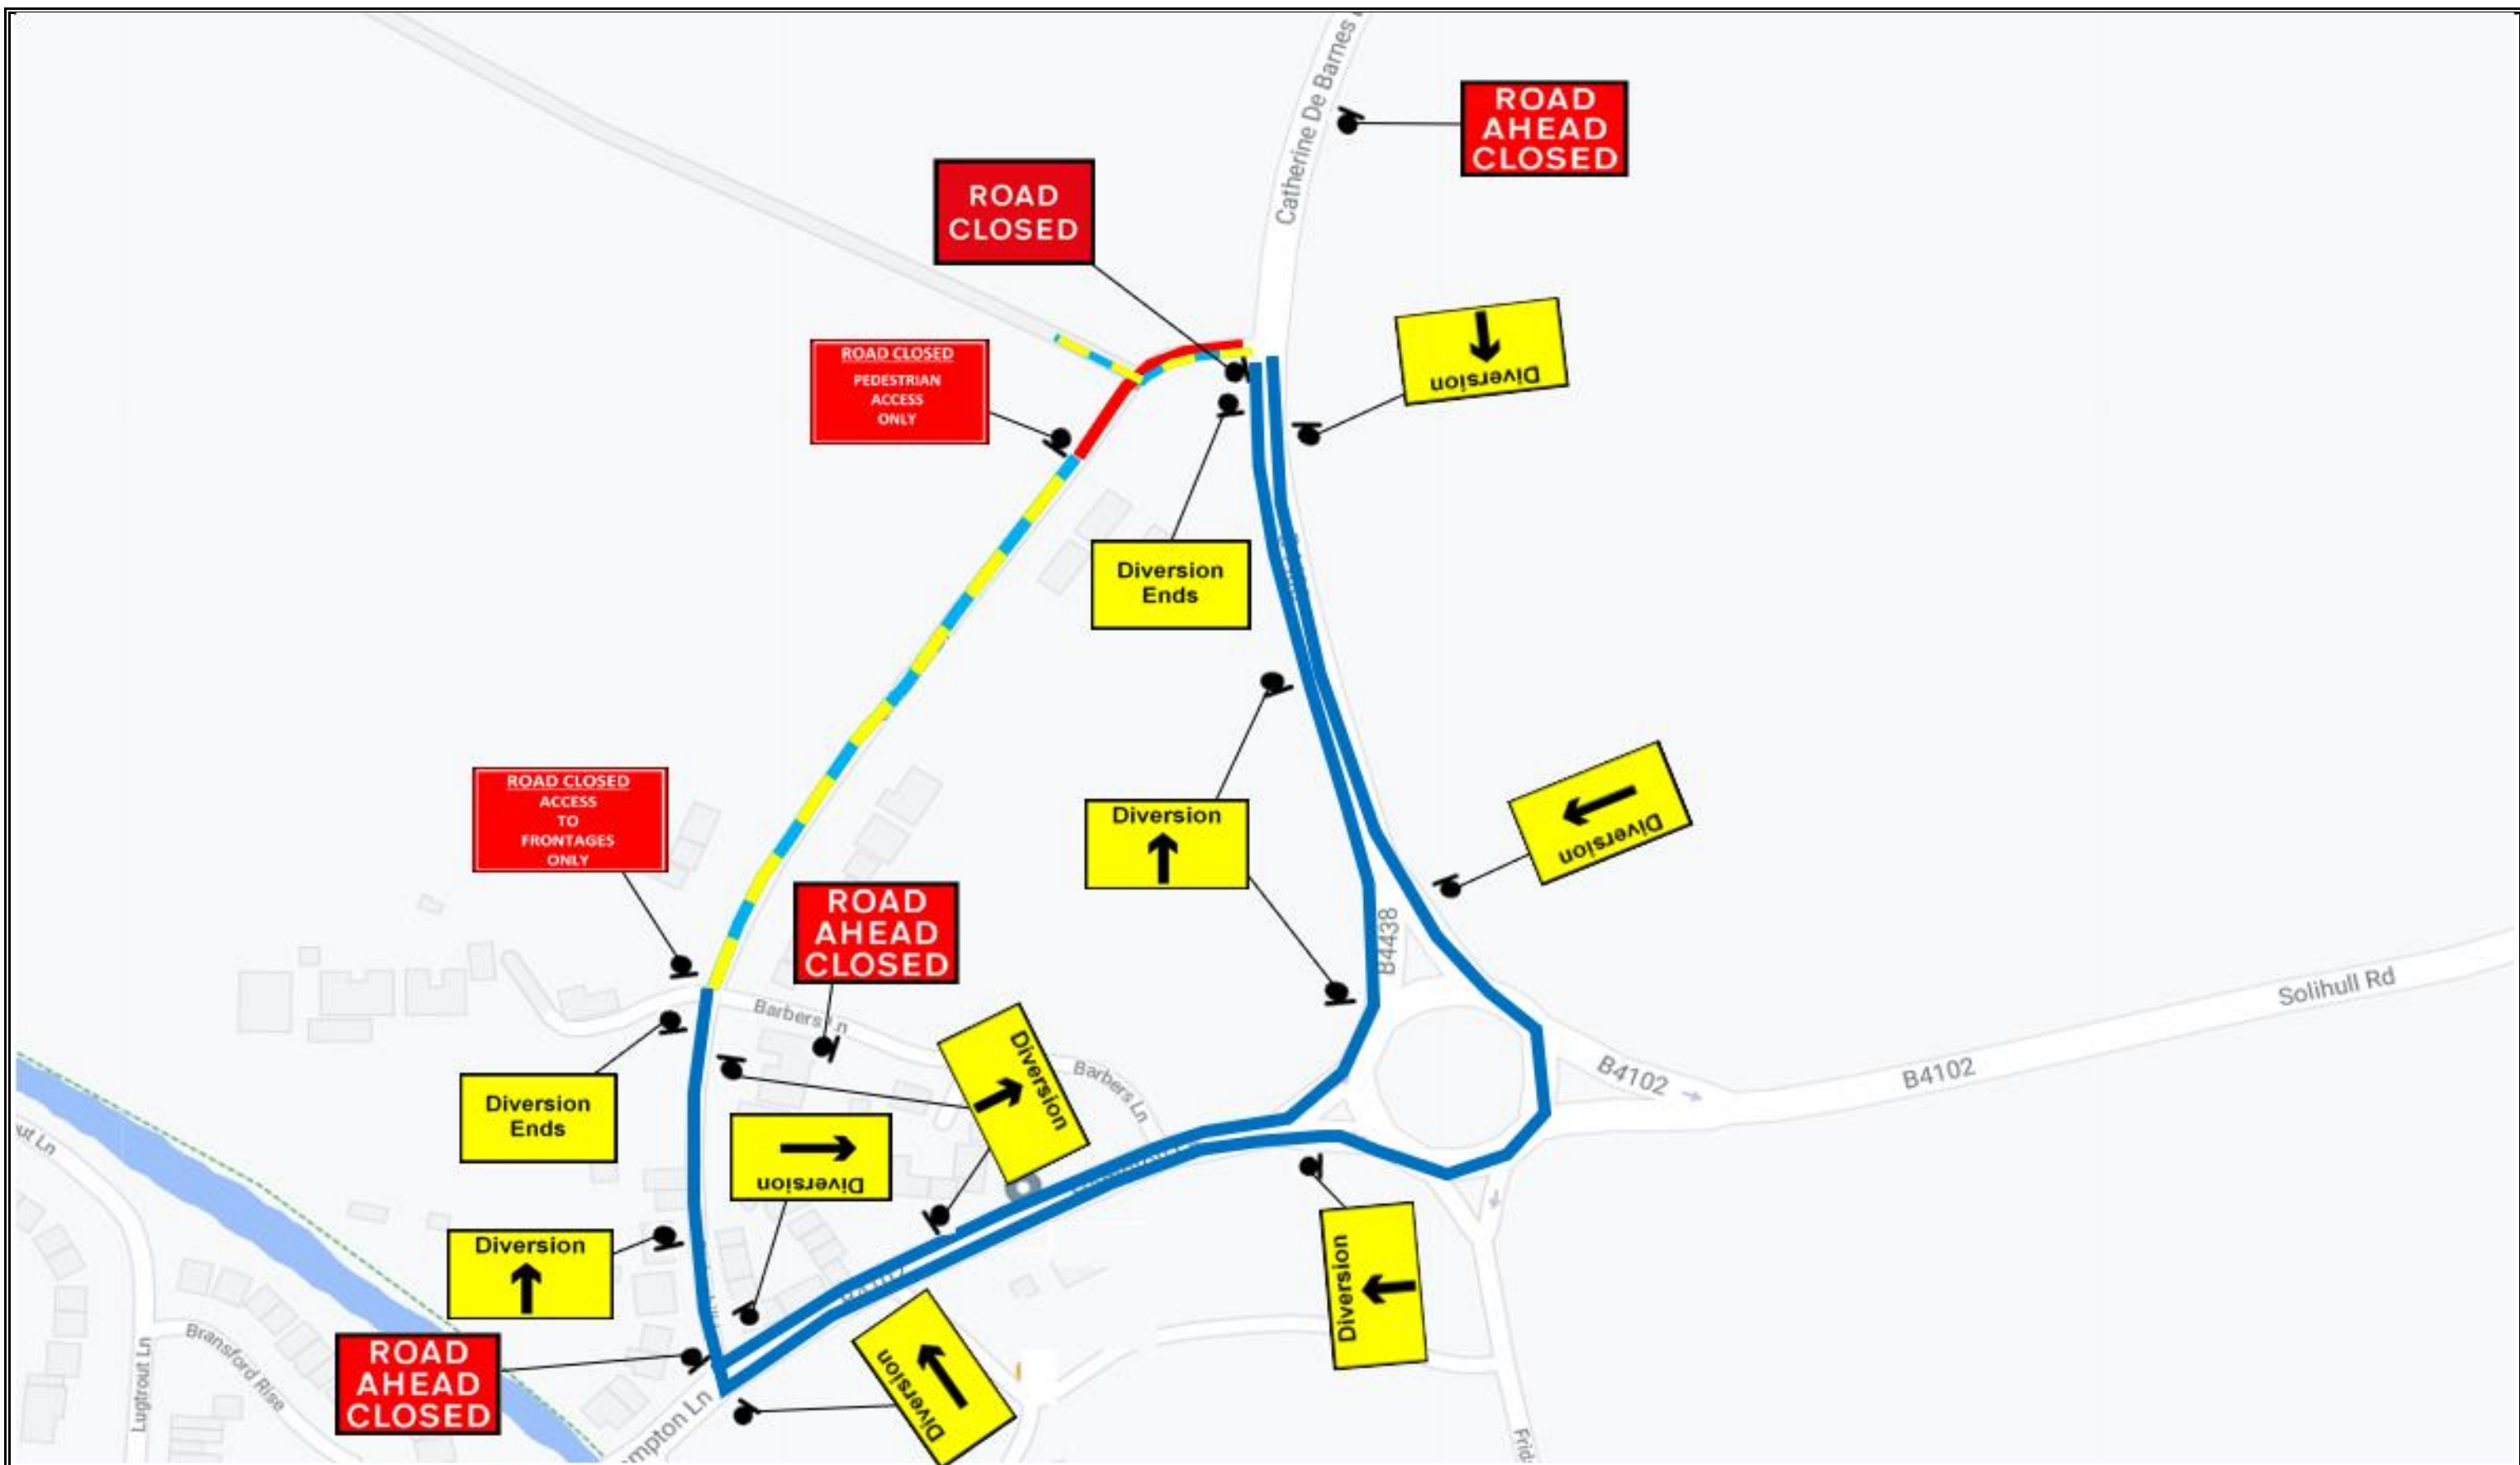 Catherine De Barnes
ROAD
AHEAD
CLOSED
ROAD
CLOSED
Diversion
ROAD CLOSED
PEDESTRIAN
ACCESS
ONLY
Diversion
Ends
Diversion
ROAD CLOSED
ACCESS
TO
FRONTAGES
ONLY
Diversion
ROAD
AHEAD
CLOSED
B4438
Solihull Rd
Barbers Ln
Diversion
B4102
B4102
Barbers Ln
Diversion
Ends
Diversion
Diversion
Diversion
Diversion
ROAD
AHEAD
CLOSED
Lugtrout Ln
Bransford Rise